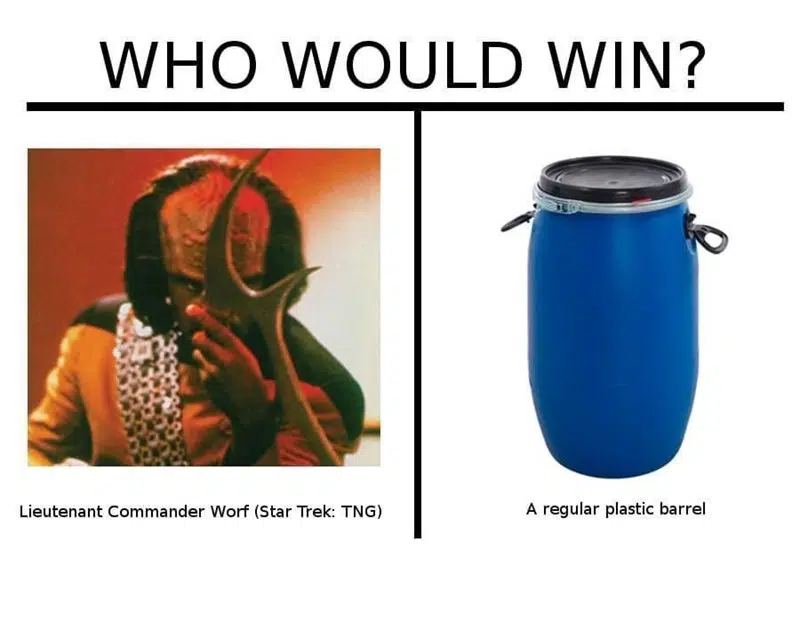 WHO WOULD WIN?
Lieutenant Commander Worf (Star Trek: TNG)
A regular plastic barrel